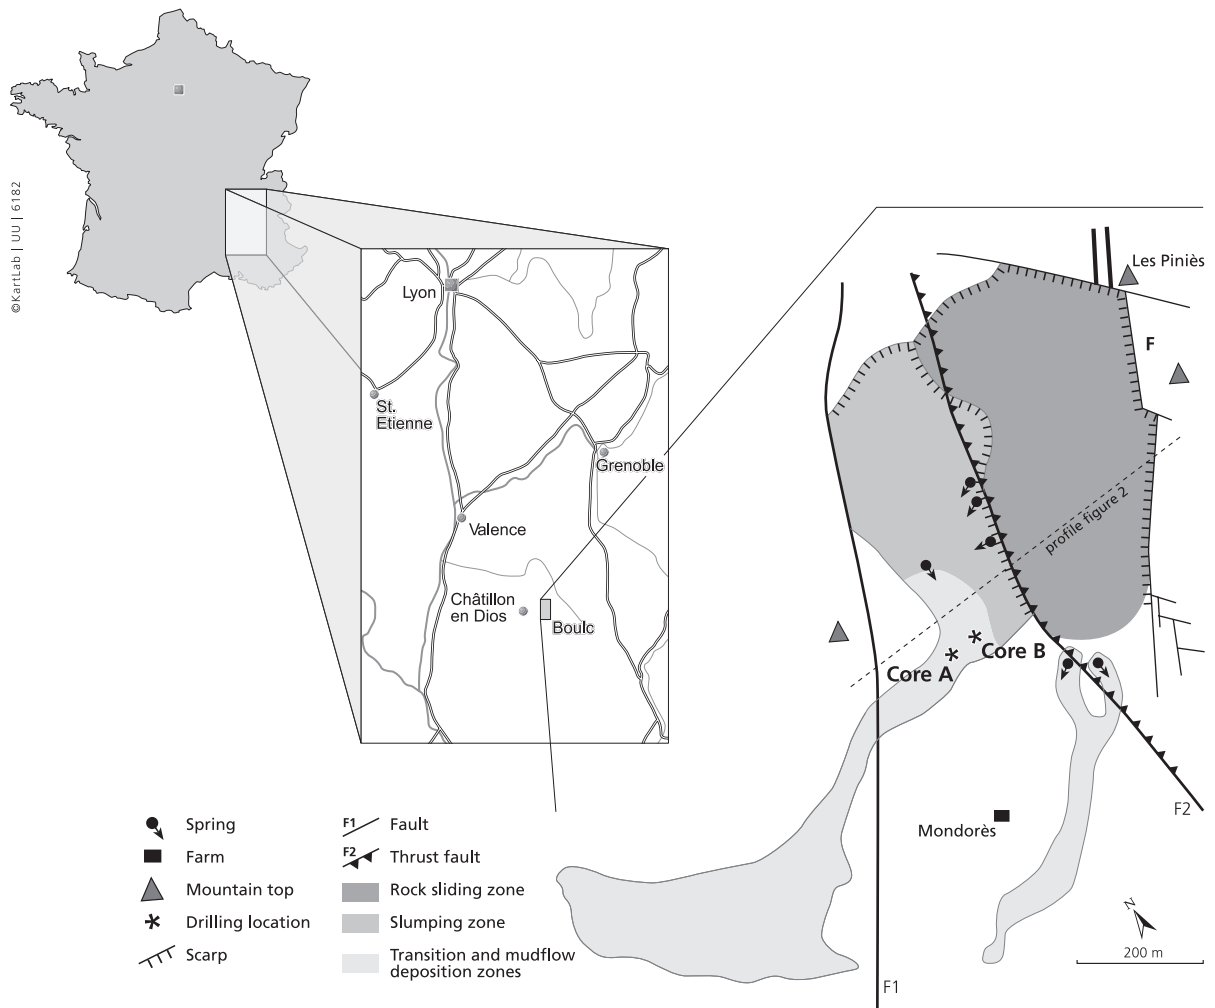 ©KartLab | UU | 6182
Lyon
St.
Etienne
Grenoble
Valence
Châtillon
en Dios
Boulc
Les Piniès
F
profile figure 2
Core B
Core A
Mondorès
F2
F1
N
200 m
Spring
Farm
Mountain top
Drilling location
Scarp
F1 Fault
F2 Thrust fault
Rock sliding zone
Slumping zone
Transition and mudflow
deposition zones